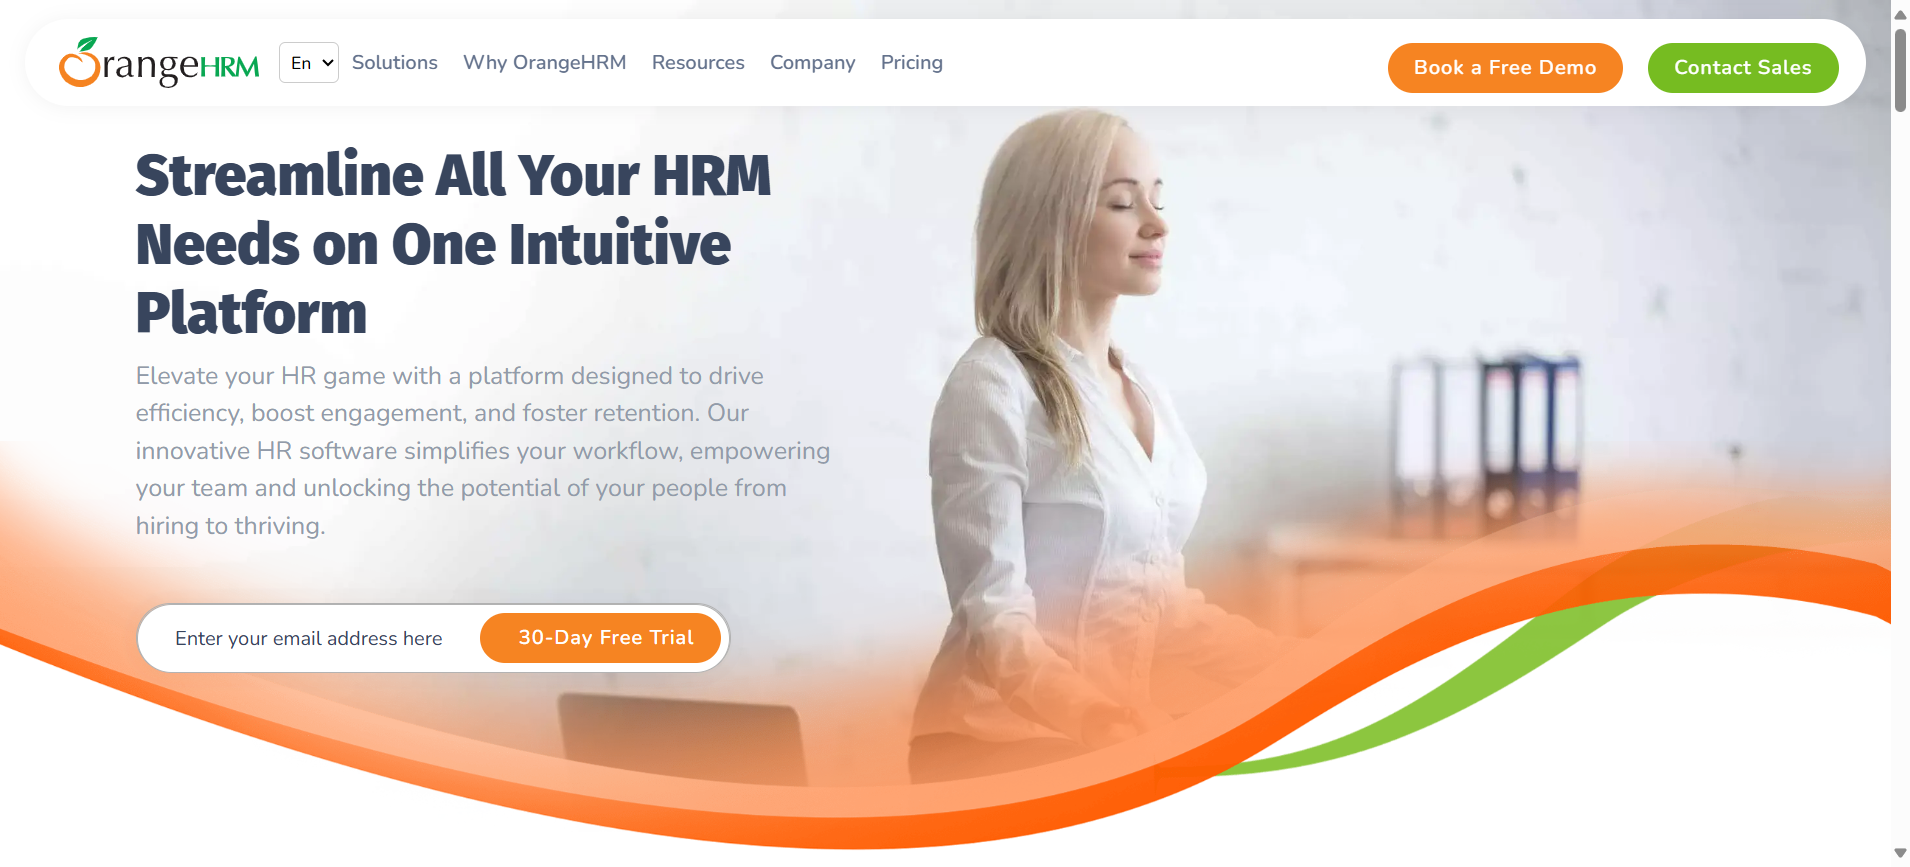 OrangeHRM
En
Solutions
Why OrangeHRM
Resources
Company
Pricing
Book a Free Demo
Contact Sales
Streamline All Your HRM
Needs on One Intuitive
Platform
Elevate your HR game with a platform designed to drive
efficiency, boost engagement, and foster retention. Our
innovative HR software simplifies your workflow, empowering
your team and unlocking the potential of your people from
hiring to thriving.
Enter your email address here
30-Day Free Trial